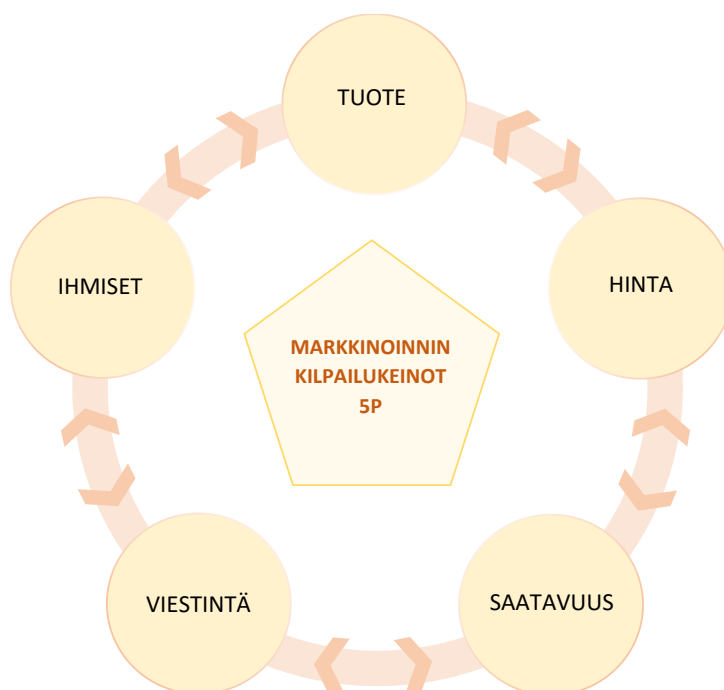 TUOTE
HINTA
SAATAVUUS
VIESTINTÄ
IHMISET
MARKKINOINNIN
KILPAILUKEINOT
5P